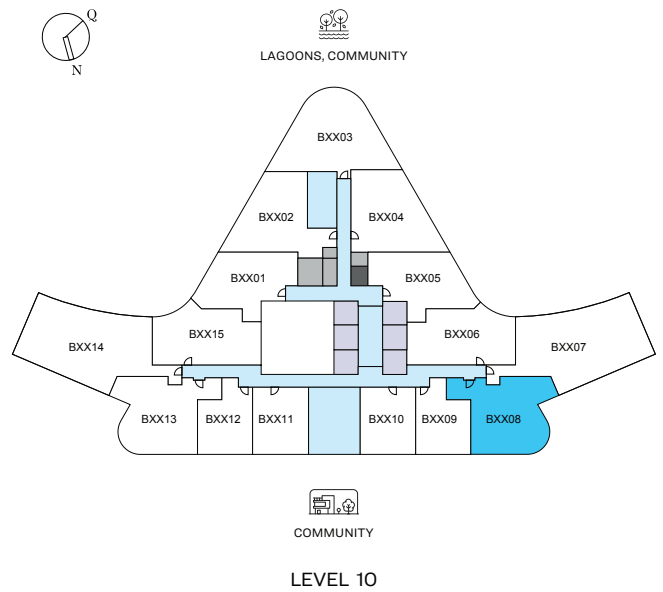 Q
N
LAGOONS, COMMUNITY
BXX03
BXX02
BXX04
BXX01
BXX05
BXX15
BXX06
BXX14
BXX07
BXX13
BXX12
BXX11
BXX10
BXX09
BXX08
COMMUNITY
LEVEL 10